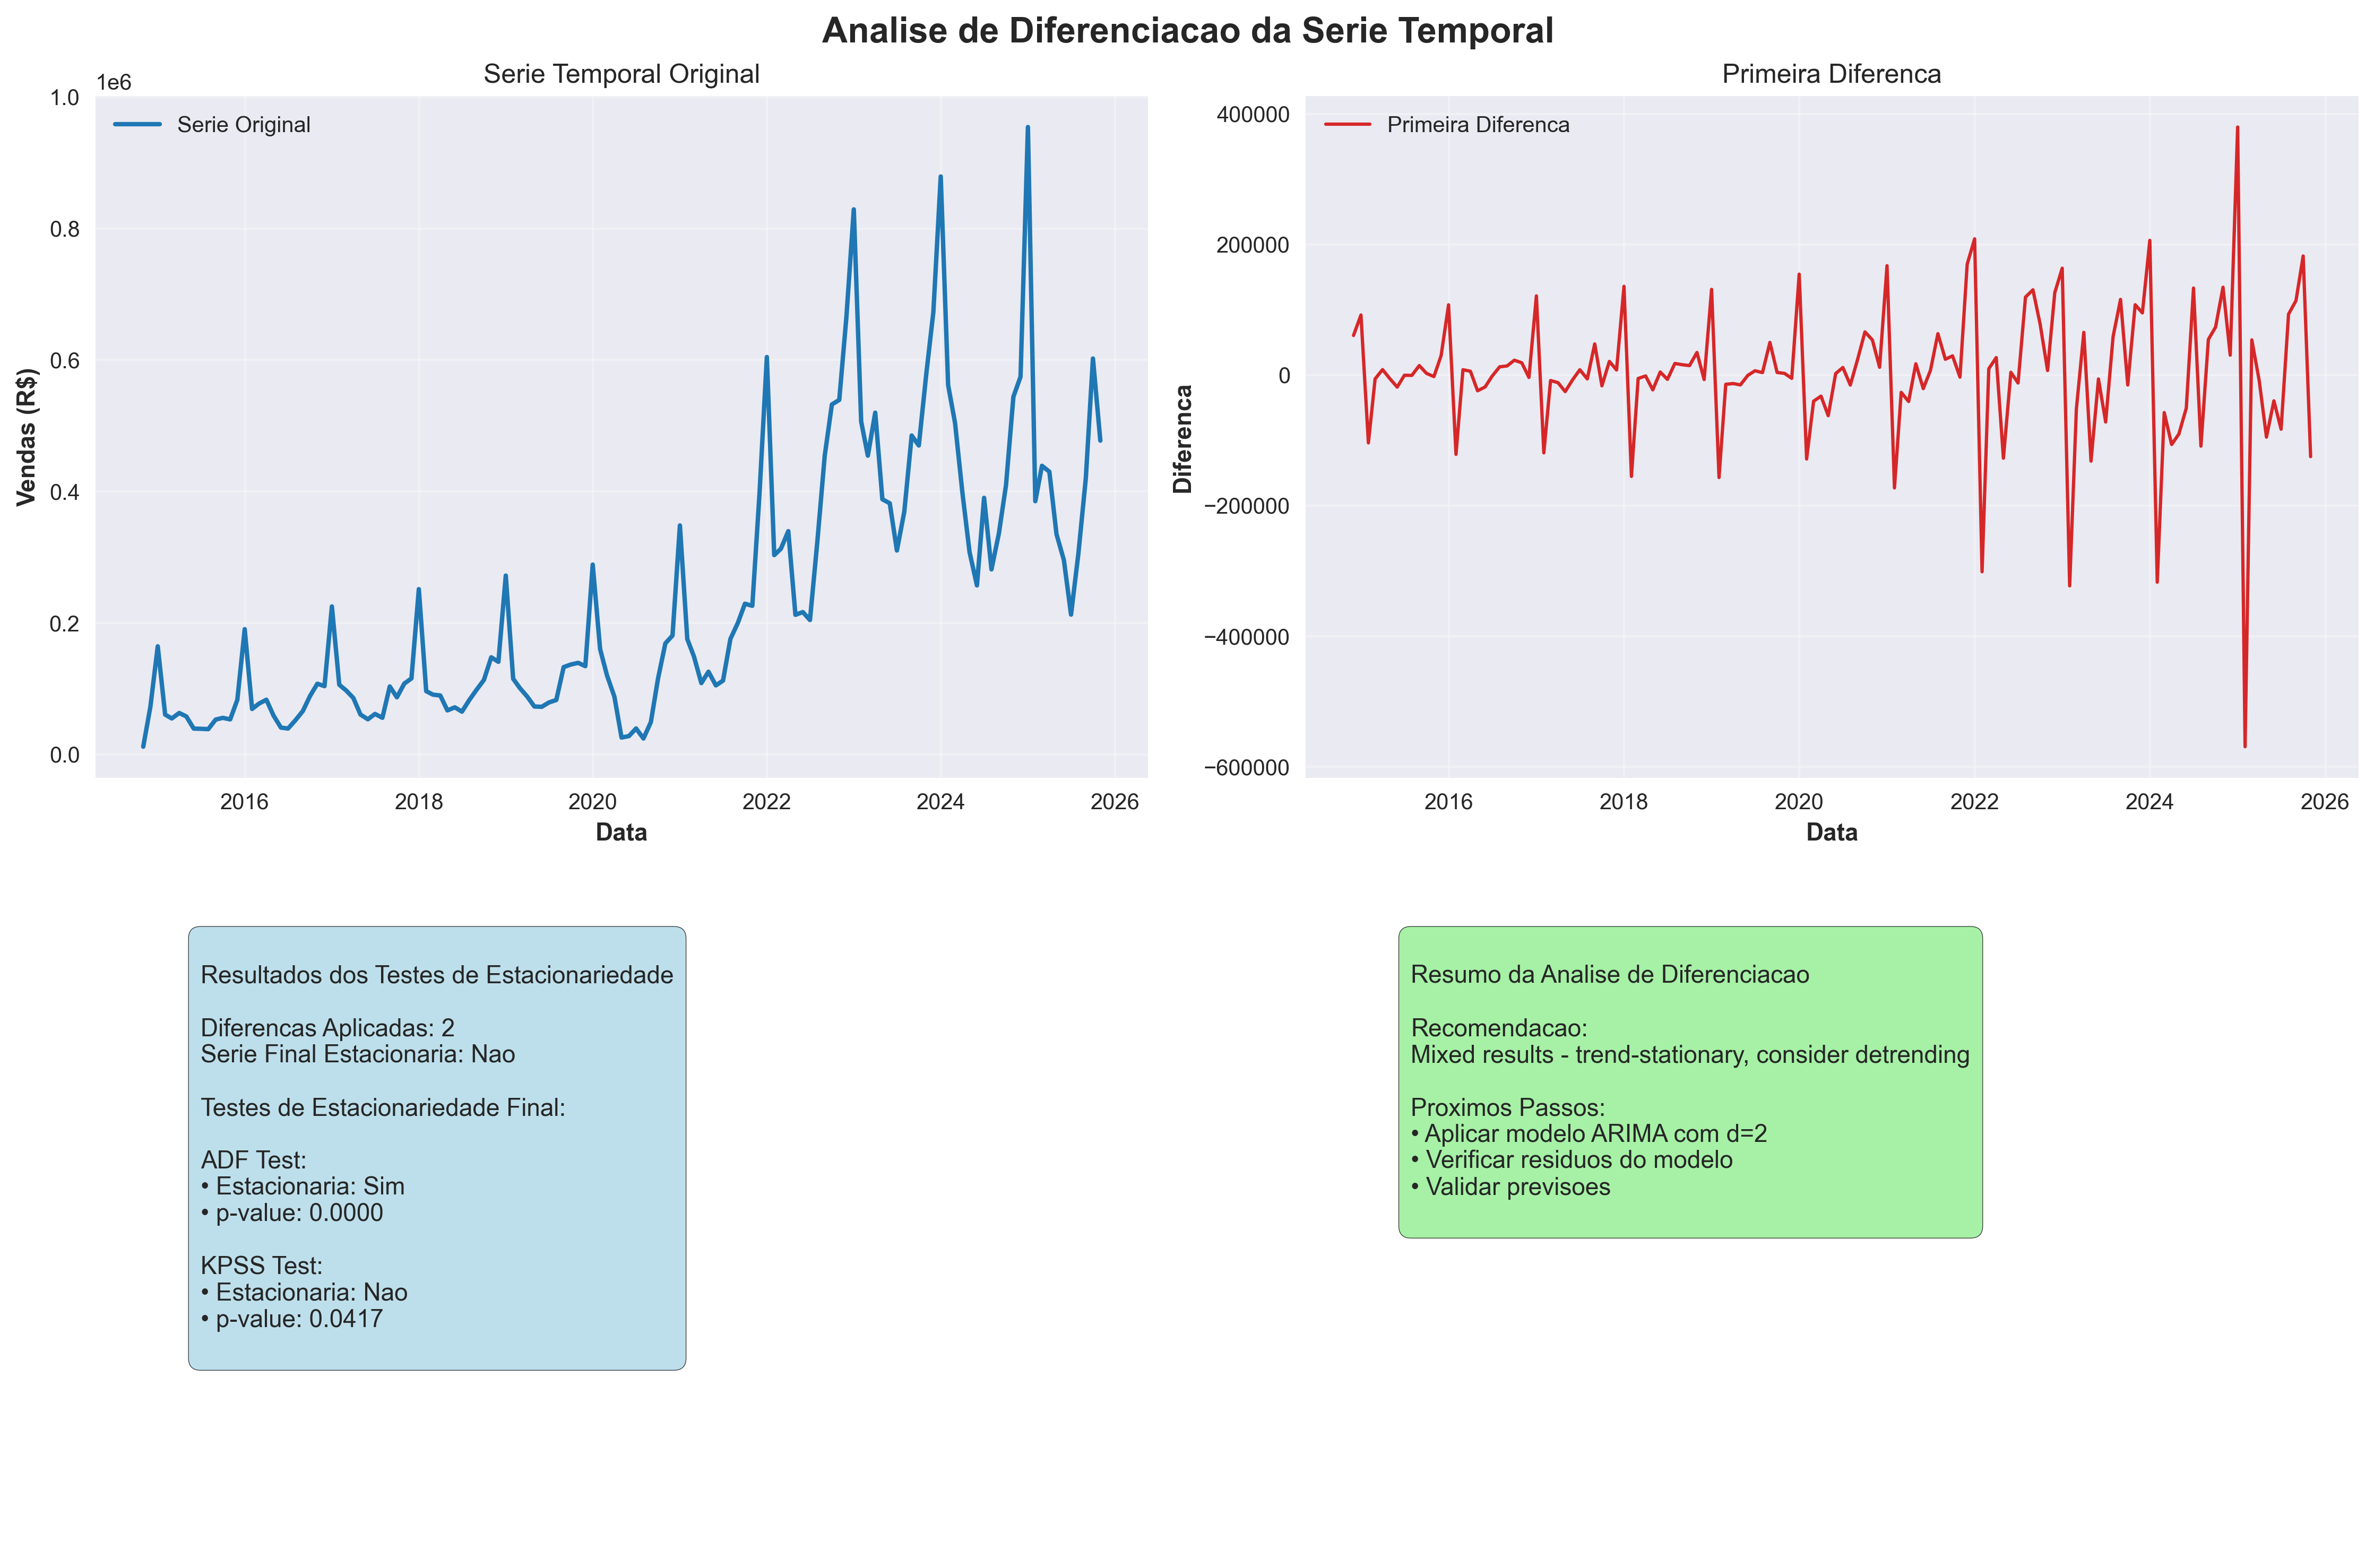 Analise de Diferenciacao da Serie Temporal
Serie Temporal Original
1e6
Serie Original
1.0
0.8
0.6
0.4
0.2
0.0
Vendas (R$)
2016
2018
2020
2022
2024
2026
Data
Primeira Diferenca
Primeira Diferenca
400000
200000
0
−200000
−400000
−600000
Diferenca
2016
2018
2020
2022
2024
2026
Data
Resultados dos Testes de Estacionariedade
Diferencas Aplicadas: 2
Serie Final Estacionaria: Nao
Testes de Estacionariedade Final:
ADF Test:
• Estacionaria: Sim
• p-value: 0.0000
KPSS Test:
• Estacionaria: Nao
• p-value: 0.0417
Resumo da Analise de Diferenciacao
Recomendacao:
Mixed results - trend-stationary, consider detrending
Proximos Passos:
• Aplicar modelo ARIMA com d=2
• Verificar residuos do modelo
• Validar previsoes